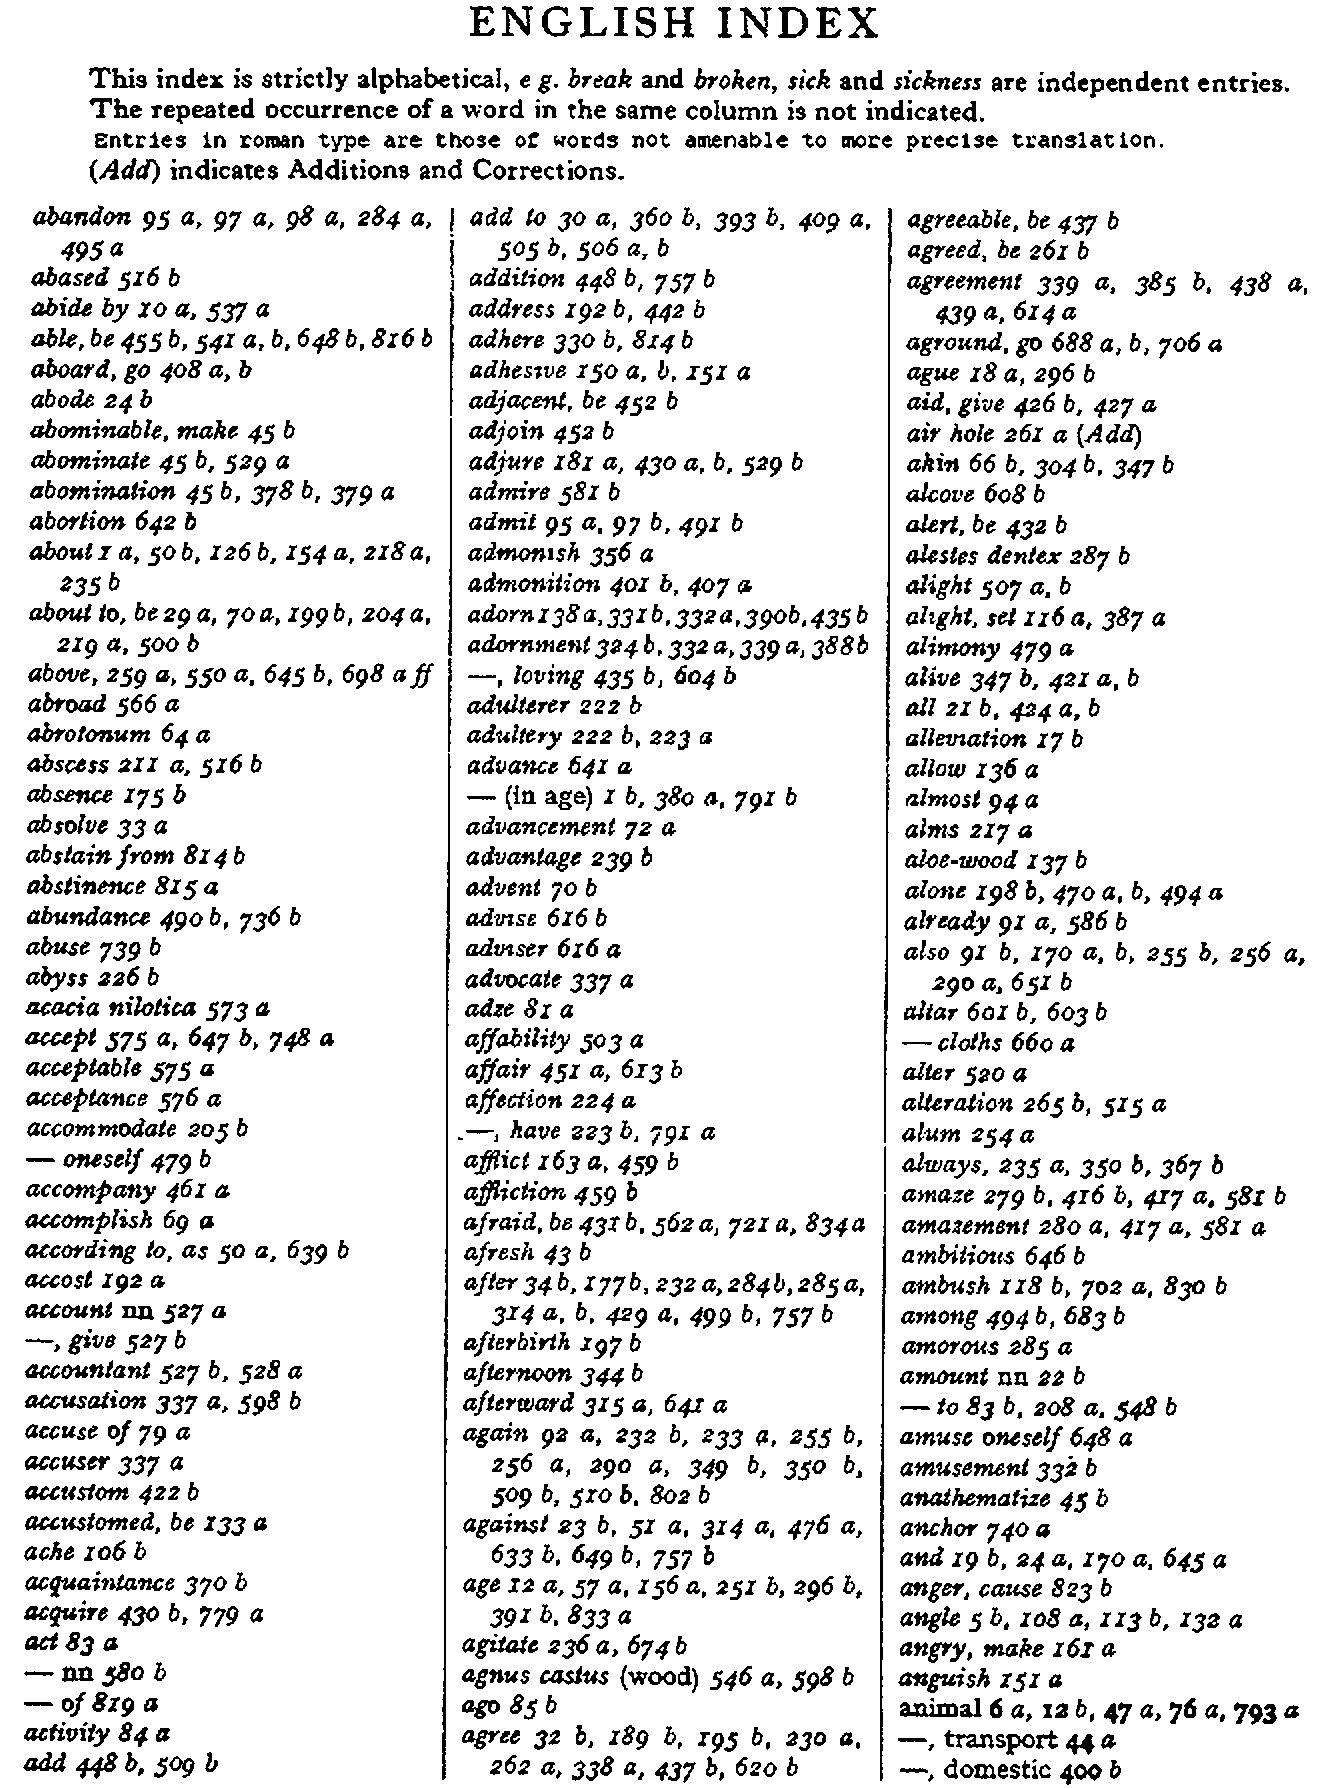 ENGLISH INDEX
This index is strictly alphabetical, e g. break and broken, sick and sickness are independent entries.
The repeated occurrence of a word in the same column is not indicated.
Entries in roman type are those of words not amenable to more precise translation.
(Add) indicates Additions and Corrections.
abandon 95 a, 97 a, 98 a, 284 a,
495 a
abased 516 b
abide by 10 a, 537 a
able, be 455 b, 541 a, b, 648 b, 816 b
aboard, go 408 a, b
abode 24 b
abominable, make 45 b
abominate 45 b, 529 a
abomination 45 b, 378 b, 379 a
abortion 642 b
about 1 a, 50 b, 126 b, 154 a, 218 a,
235 b
about to, be 29 a, 70 a, 199 b, 204 a,
219 a, 500 b
above, 259 a, 550 a, 645 b, 698 a ff
abroad 566 a
abrotonum 64 a
abscess 211 a, 516 b
absence 175 b
absolve 33 a
abstain from 814 b
abstinence 815 a
abundance 490 b, 736 b
abuse 739 b
abyss 226 b
acacia nilotica 573 a
accept 575 a, 647 b, 748 a
acceptable 575 a
acceptance 576 a
accommodate 205 b
— oneself 479 b
accompany 461 a
accomplish 69 a
according to, as 50 a, 639 b
accost 192 a
account nn 527 a
—, give 527 b
accountant 527 b, 528 a
accusation 337 a, 598 b
accuse of 79 a
accuser 337 a
accustom 422 b
accustomed, be 133 a
ache 106 b
acquaintance 370 b
acquire 430 b, 779 a
act 83 a
— nn 580 b
— of 819 a
activity 84 a
add 448 b, 509 b
add to 30 a, 360 b, 393 b, 409 a,
505 b, 506 a, b
addition 448 b, 757 b
address 192 b, 442 b
adhere 330 b, 814 b
adhesive 150 a, b, 151 a
adjacent, be 452 b
adjoin 452 b
adjure 181 a, 430 a, b, 529 b
admire 581 b
admit 95 a, 97 b, 491 b
admonish 356 a
admonition 401 b, 407 a
adorn 138 a, 331 b, 332 a, 390 b, 435 b
adornment 324 b, 332 a, 339 a, 388 b
—, loving 435 b, 604 b
adulterer 222 b
adultery 222 b, 223 a
advance 641 a
— (in age) 1 b, 380 a, 791 b
advancement 72 a
advantage 239 b
advent 70 b
advise 616 b
adviser 616 a
advocate 337 a
adze 81 a
affability 503 a
affair 451 a, 613 b
affection 224 a
—, have 223 b, 791 a
afflict 163 a, 459 b
affliction 459 b
afraid, be 431 b, 562 a, 721 a, 834 a
afresh 43 b
after 34 b, 177 b, 232 a, 284 b, 285 a,
314 a, b, 429 a, 499 b, 757 b
afterbirth 197 b
afternoon 344 b
afterward 315 a, 641 a
again 92 a, 232 b, 233 a, 255 b,
256 a, 290 a, 349 b, 350 b,
509 b, 510 b, 802 b
against 23 b, 51 a, 314 a, 476 a,
633 b, 649 b, 757 b
age 12 a, 57 a, 156 a, 251 b, 296 b,
391 b, 833 a
agitate 236 a, 674 b
agnus castus (wood) 546 a, 598 b
ago 85 b
agree 32 b, 189 b, 195 b, 230 a,
262 a, 338 a, 437 b, 620 b
agreeable, be 437 b
agreed, be 261 b
agreement 339 a, 385 b, 438 a,
439 a, 614 a
aground, go 688 a, b, 706 a
ague 18 a, 296 b
aid, give 426 b, 427 a
air hole 261 a (Add)
akin 66 b, 304 b, 347 b
alcove 608 b
alert, be 432 b
alestes dentex 287 b
alight 507 a, b
alight, set 116 a, 387 a
alimony 479 a
alive 347 b, 421 a, b
all 21 b, 424 a, b
alleviation 17 b
allow 136 a
almost 94 a
alms 217 a
aloe-wood 137 b
alone 198 b, 470 a, b, 494 a
already 91 a, 586 b
also 91 b, 170 a, b, 255 b, 256 a,
290 a, 651 b
altar 601 b, 603 b
— cloths 660 a
alter 520 a
alteration 265 b, 515 a
alum 254 a
always, 235 a, 350 b, 367 b
amaze 279 b, 416 b, 417 a, 581 b
amazement 280 a, 417 a, 581 a
ambitious 646 b
ambush 118 b, 702 a, 830 b
among 494 b, 683 b
amorous 285 a
amount nn 22 b
— to 83 b, 208 a, 548 b
amuse oneself 648 a
amusement 332 b
anathematize 45 b
anchor 740 a
and 19 b, 24 a, 170 a, 645 a
anger, cause 823 b
angle 5 b, 108 a, 113 b, 132 a
angry, make 161 a
anguish 151 a
animal 6 a, 12 b, 47 a, 76 a, 793 a
—, transport 44 a
—, domestic 400 b